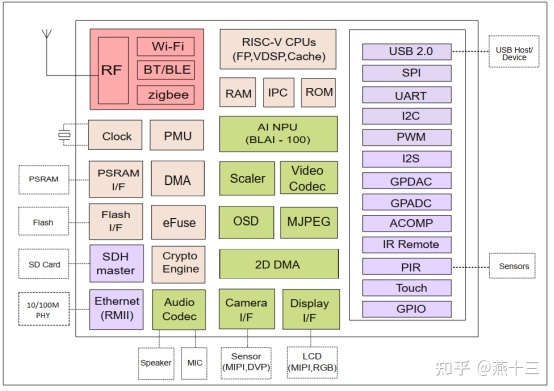 RF
Wi-Fi
BT/BLE
zigbee
RISC-V CPUs
(FP,VDSP,Cache)
RAM
IPC
ROM
Clock
PMU
AI NPU
(BLAI - 100)
PSRAM
PSRAM
I/F
DMA
Scaler
Video
Codec
Flash
Flash
I/F
eFuse
OSD
MJPEG
SD Card
SDH
master
Crypto
Engine
2D DMA
10/100M
PHY
Ethernet
(RMII)
Audio
Codec
Camera
I/F
Display
I/F
Speaker
MIC
Sensor
(MIPI,DVP)
LCD
(MIPI,RGB)
USB 2.0
SPI
UART
I2C
PWM
I2S
GPDAC
GPADC
ACOMP
IR Remote
PIR
Touch
GPIO
USB Host/
Device
Sensors
知乎 @燕十三